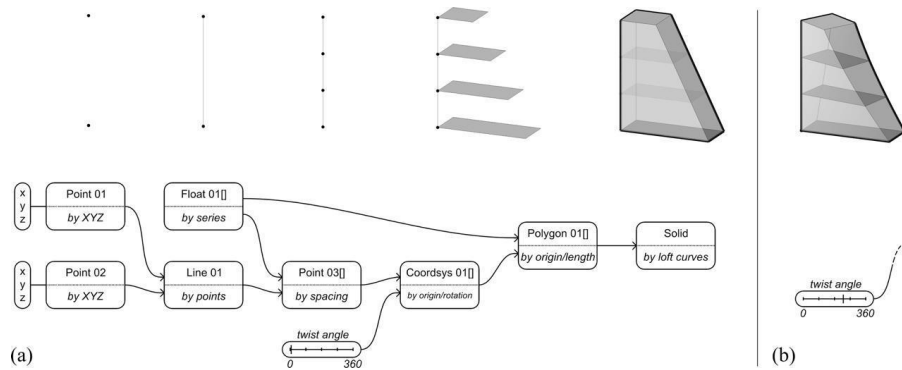 x
y
z
Point 01
by XYZ
Float 01[]
by series
Polygon 01[]
by origin/length
Solid
by loft curves
x
y
z
Point 02
by XYZ
Line 01
by points
Point 03[]
by spacing
Coordsys 01[]
by origin/rotation
twist angle
0 360
twist angle
0 360
(a)
(b)